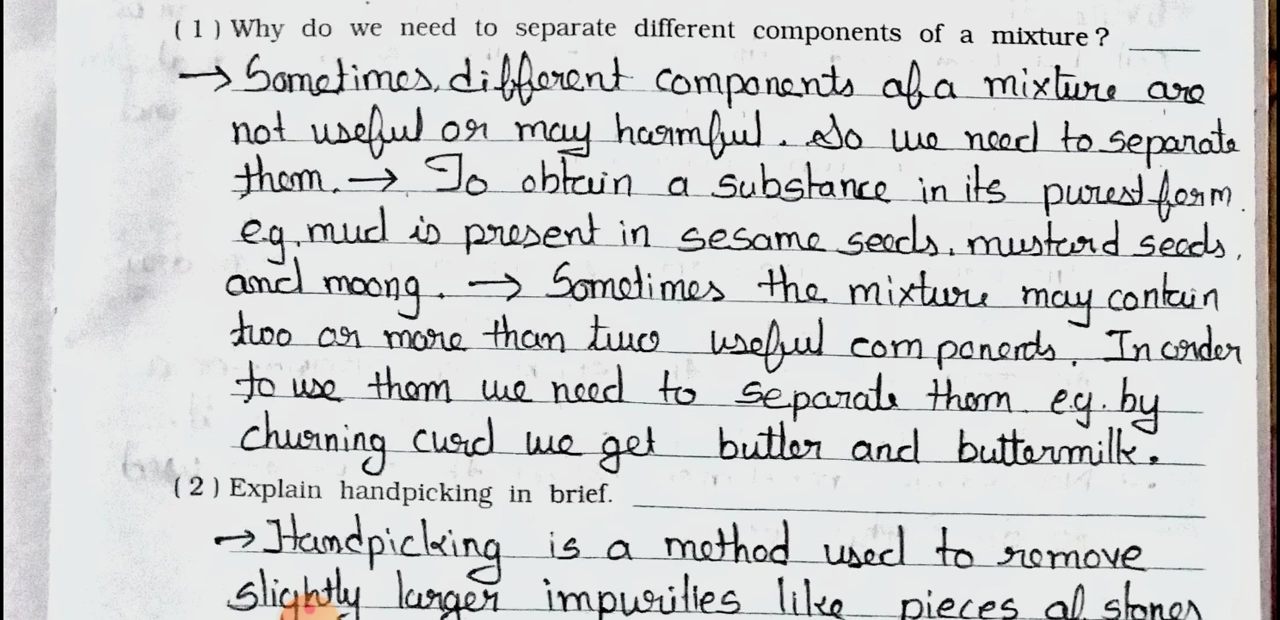 (1) Why do we need to separate different components of a mixture?
→ Sometimes, different components of a mixture are
not useful or may harmful. So we need to separate
them. → To obtain a substance in its purest form.
e.g. mud is present in sesame seeds, mustard seeds,
and moong. → Sometimes the mixture may contain
two or more than two useful componends. In order
to use them we need to separate them e.g. by
churning curd we get butter and buttermilk.
(2) Explain handpicking in brief.
→ Handpicking is a method used to remove
slightly larger impurities like pieces of stones